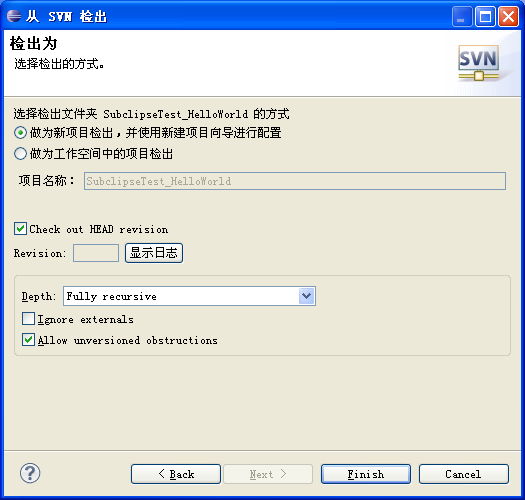 从 SVN 检出
检出为
选择检出的方式。
SVN
选择检出文件夹 SubclipseTest_HelloWorld 的方式
做为新项目检出，并使用新建项目向导进行配置
做为工作空间中的项目检出
项目名称： SubclipseTest_HelloWorld
Check out HEAD revision
Revision: 显示日志
Depth: Fully recursive
Ignore externals
Allow unversioned obstructions
? < Back Next > Finish Cancel